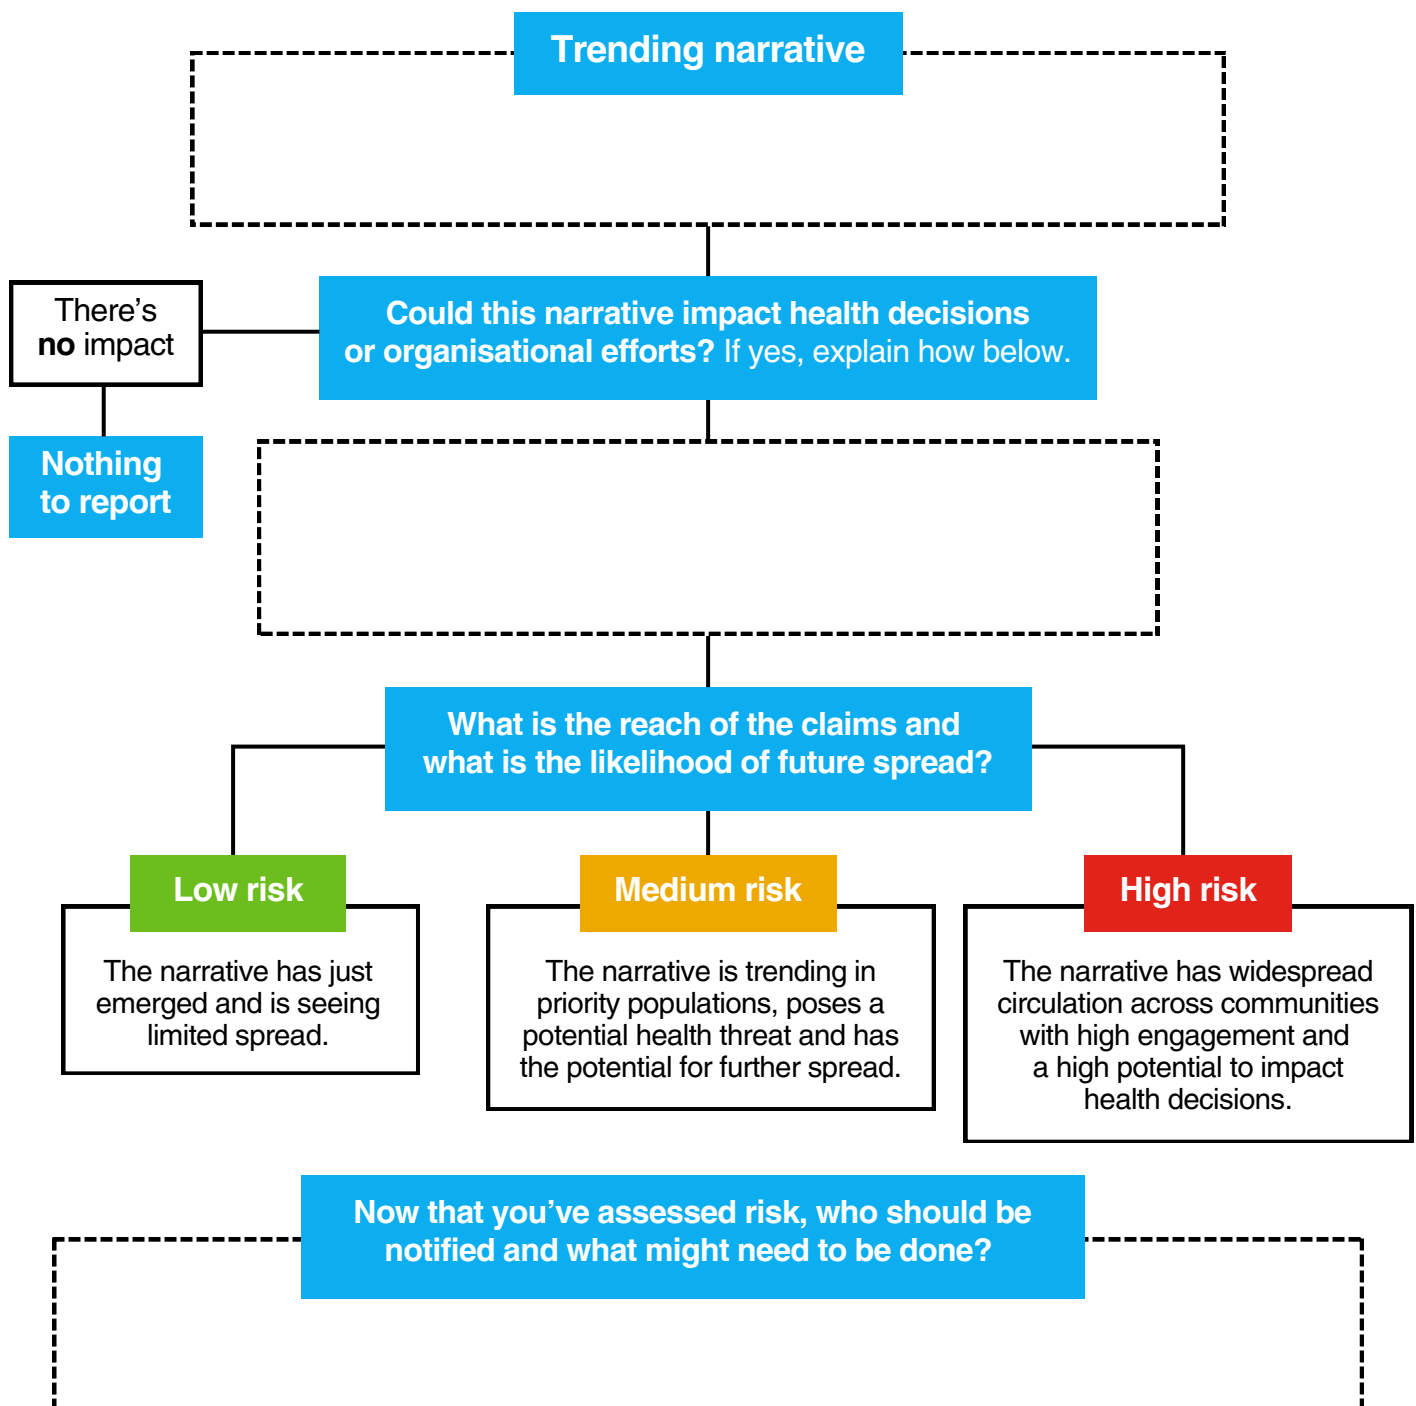 Trending narrative
There’s
no impact
Could this narrative impact health decisions
or organisational efforts? If yes, explain how below.
Nothing
to report
What is the reach of the claims and
what is the likelihood of future spread?
Low risk
The narrative has just
emerged and is seeing
limited spread.
Medium risk
The narrative is trending in
priority populations, poses a
potential health threat and has
the potential for further spread.
High risk
The narrative has widespread
circulation across communities
with high engagement and
a high potential to impact
health decisions.
Now that you’ve assessed risk, who should be
notified and what might need to be done?